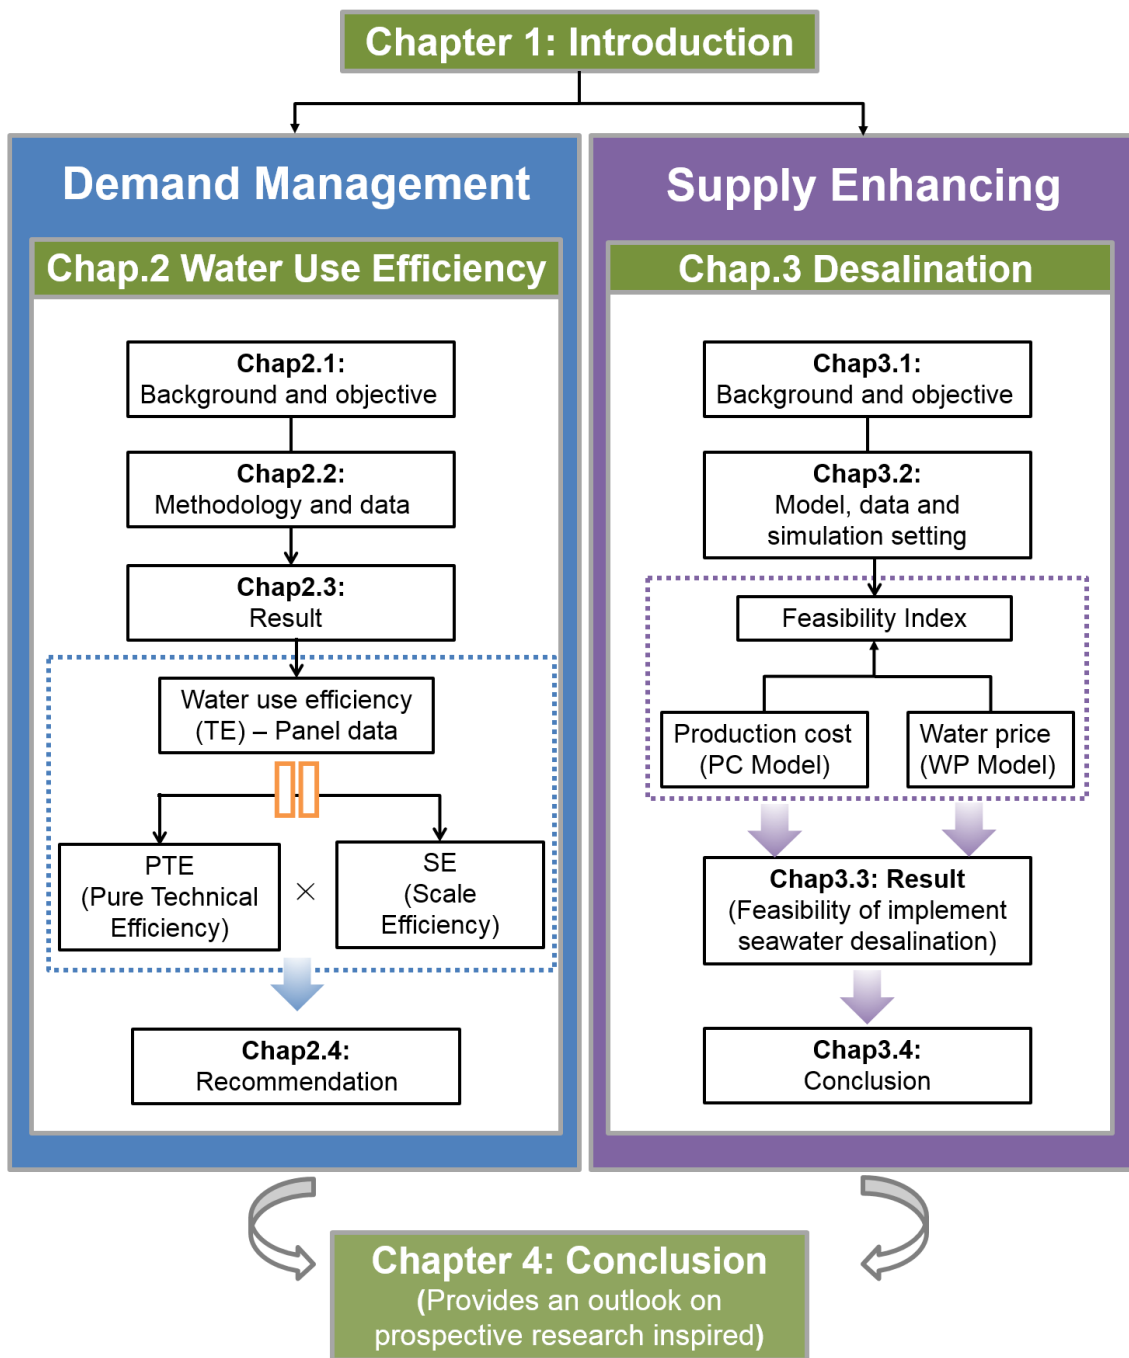 Chapter 1: Introduction
Demand Management
Chap.2 Water Use Efficiency
Chap2.1:
Background and objective
Chap2.2:
Methodology and data
Chap2.3:
Result
Water use efficiency
(TE) – Panel data
PTE
(Pure Technical
Efficiency)
×
SE
(Scale
Efficiency)
Chap2.4:
Recommendation
Supply Enhancing
Chap.3 Desalination
Chap3.1:
Background and objective
Chap3.2:
Model, data and
simulation setting
Feasibility Index
Production cost
(PC Model)
Water price
(WP Model)
Chap3.3: Result
(Feasibility of implement
seawater desalination)
Chap3.4:
Conclusion
Chapter 4: Conclusion
(Provides an outlook on
prospective research inspired)